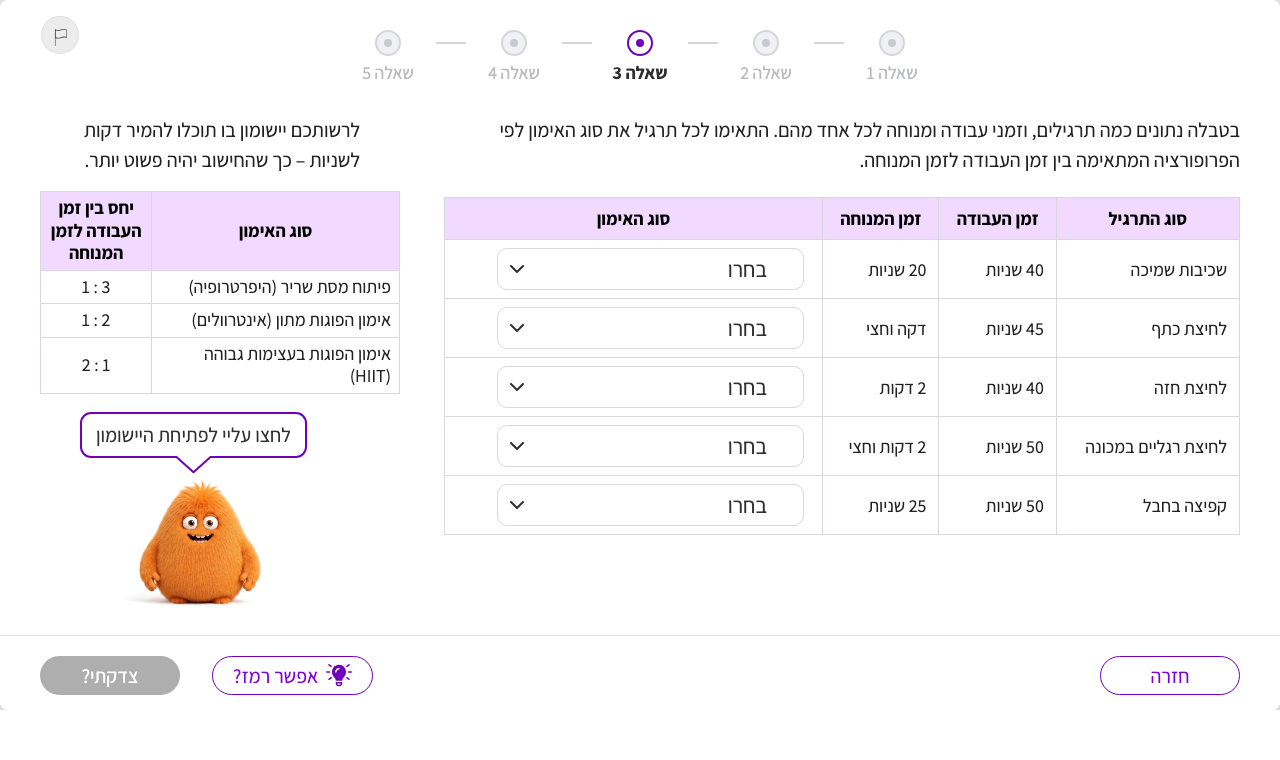 שאלה 1
שאלה 2
שאלה 3
שאלה 4
שאלה 5
בטבלה נתונים כמה תרגילים, וזמני עבודה ומנוחה לכל אחד מהם. התאימו לכל תרגיל את סוג האימון לפי
הפרופורציה המתאימה בין זמן העבודה לזמן המנוחה.
סוג התרגיל זמן העבודה זמן המנוחה סוג האימון
שכיבות שמיכה 40 שניות 20 שניות בחרו
לחיצת כתף 45 שניות דקה וחצי בחרו
לחיצת חזה 40 שניות 2 דקות בחרו
לחיצת רגליים במכונה 50 שניות 2 דקות וחצי בחרו
קפיצה בחבל 50 שניות 25 שניות בחרו
לרשותכם יישומון בו תוכלו להמיר דקות
לשניות – כך שהחישוב יהיה פשוט יותר.
סוג האימון
יחס בין זמן
העבודה לזמן
המנוחה
פיתוח מסת שריר (היפרטרופיה) 3 : 1
אימון הפוגות מתון (אינטרוולים) 2 : 1
אימון הפוגות בעצימות גבוהה
(HIIT)
1 : 2
לחצו עליי לפתיחת היישומון
חזרה
אפשר רמז?
צדקתי?